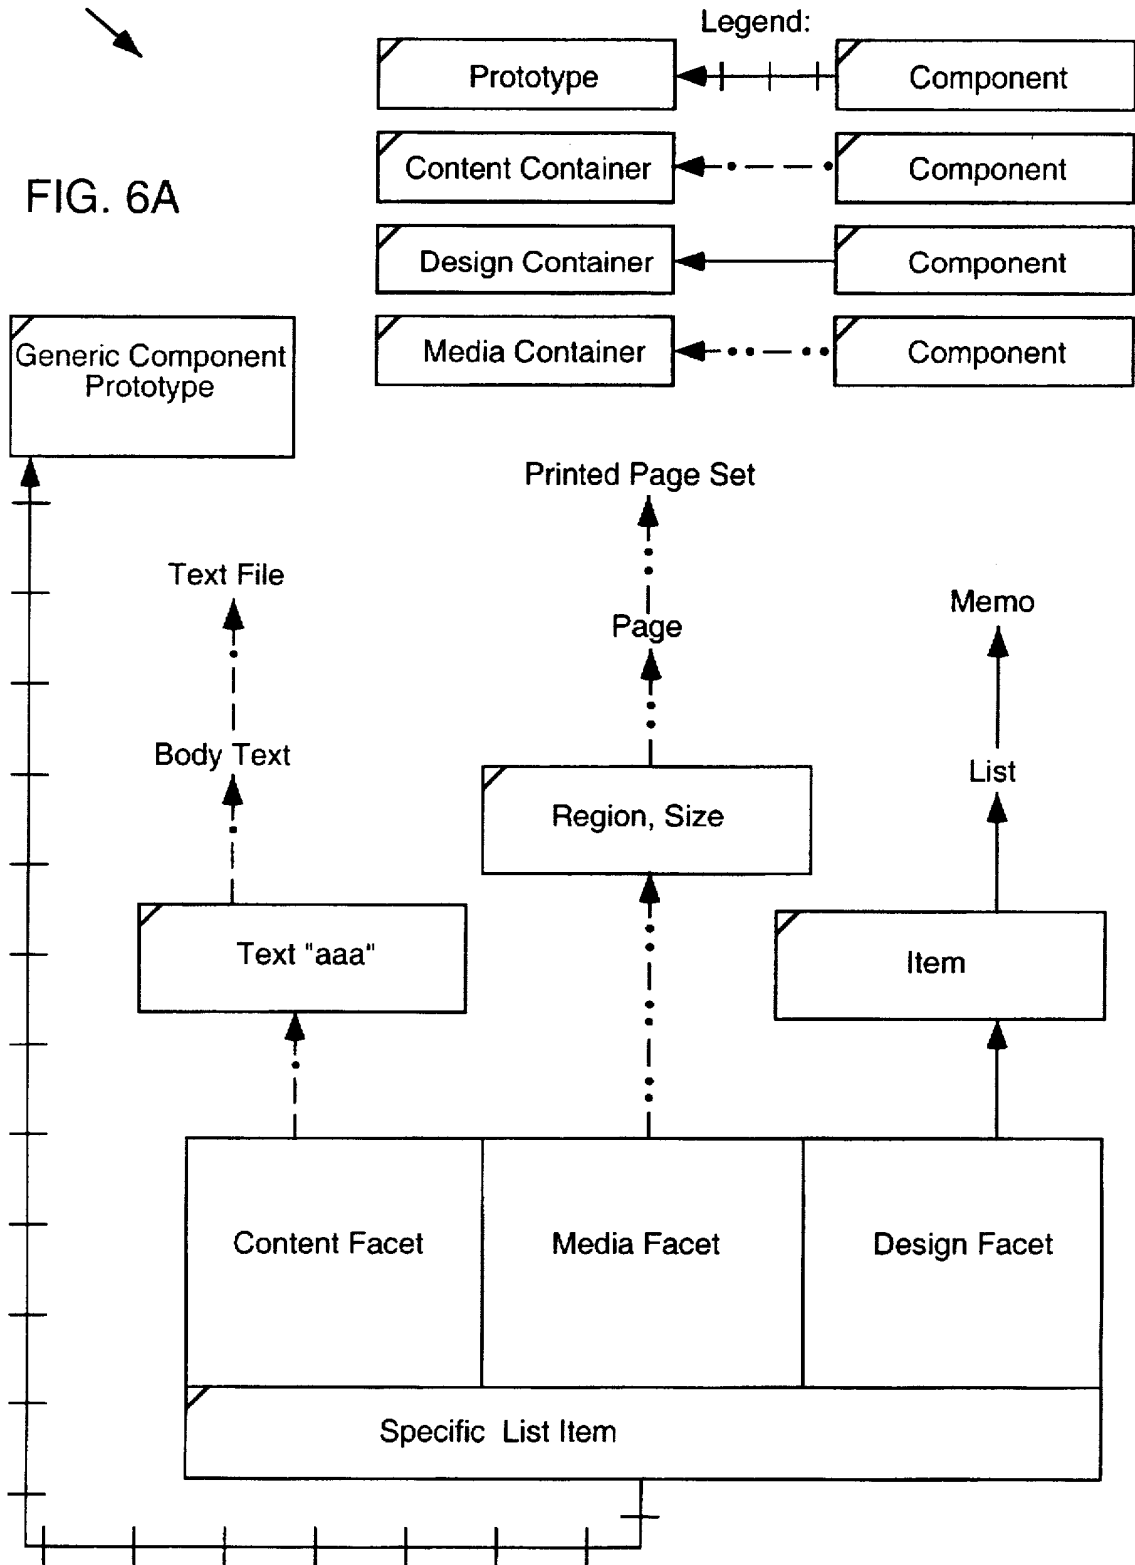 Legend:
Prototype
Component
FIG. 6A
Content Container
Component
Design Container
Component
Media Container
Component
Generic Component
Prototype
Printed Page Set
Text File
Page
Memo
Body Text
List
Region, Size
Text "aaa"
Item
Content Facet
Media Facet
Design Facet
Specific List Item